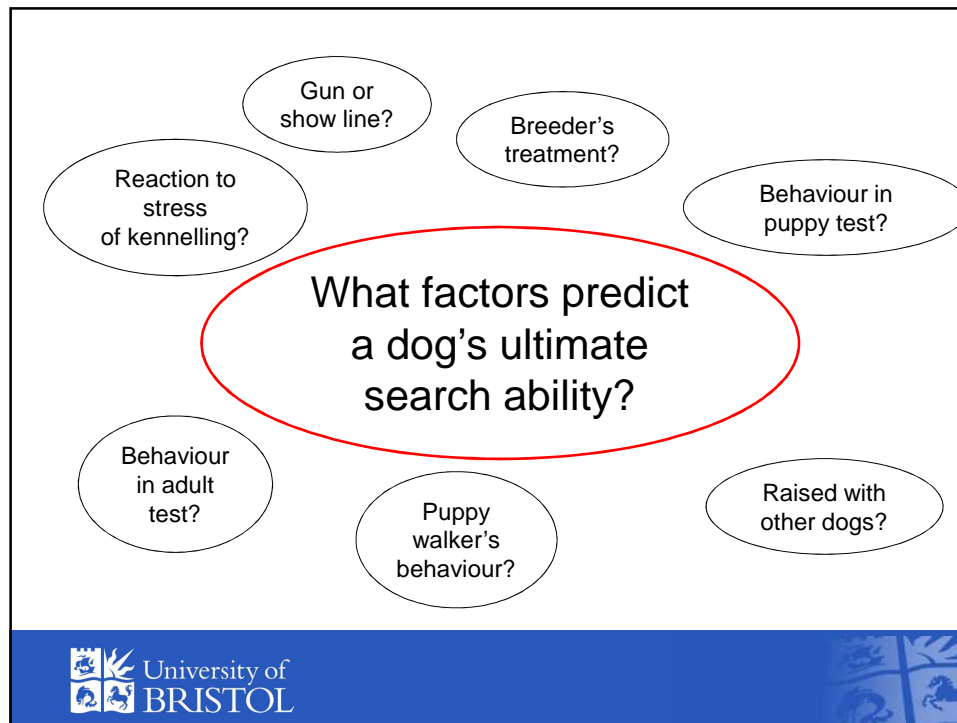 Gun or
show line?
Breeder’s
treatment?
Reaction to
stress
of kennelling?
Behaviour in
puppy test?
What factors predict
a dog’s ultimate
search ability?
Behaviour
in adult
test?
Puppy
walker’s
behaviour?
Raised with
other dogs?
University of
BRISTOL